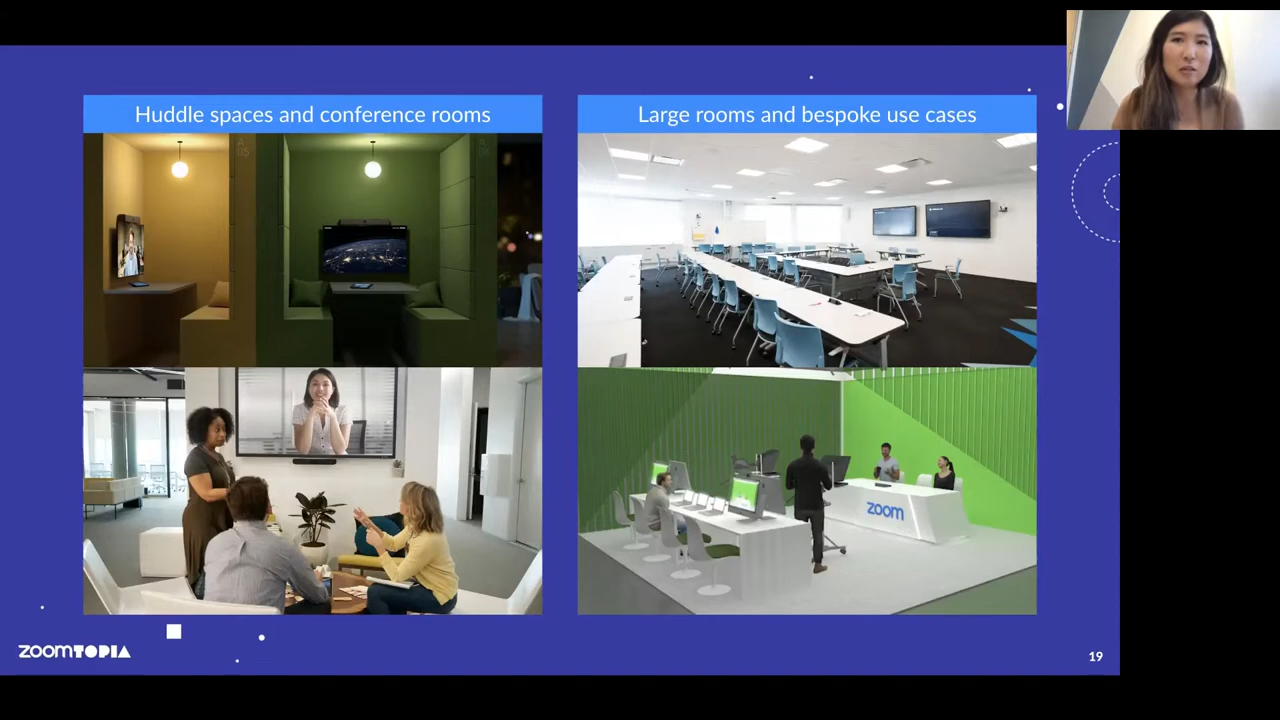 Huddle spaces and conference rooms
Large rooms and bespoke use cases
zoom
ZOOMTOPIA
19